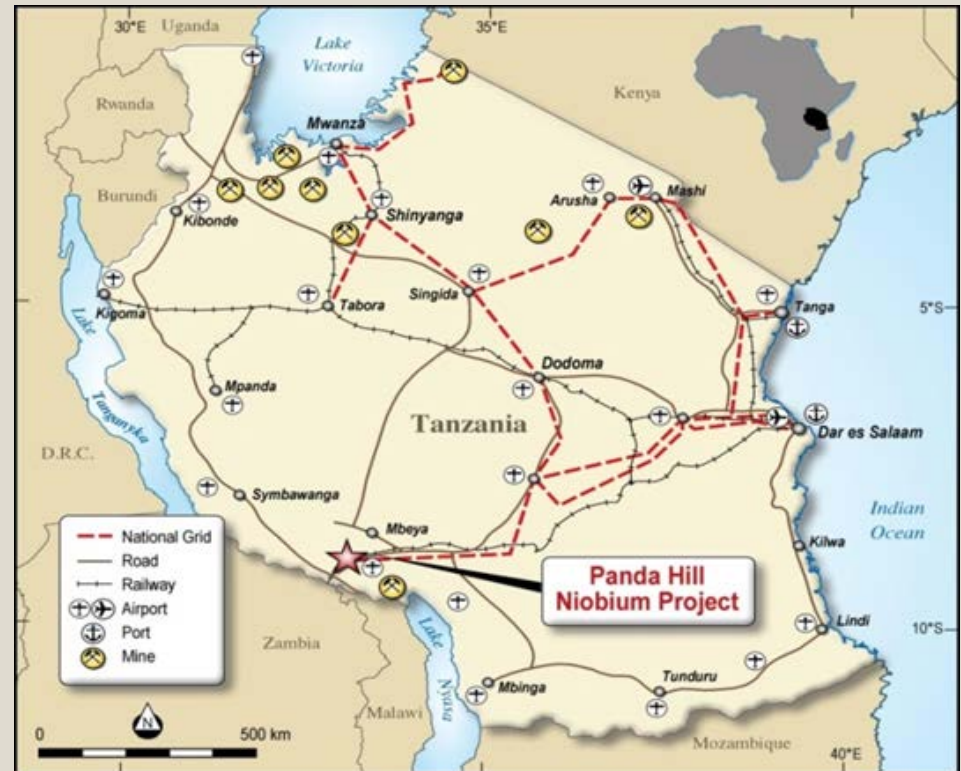 30°E
35°E
Uganda
Lake
Victoria
Kenya
Rwanda
Mwanza
Burundi
Kibonde
Shinyanga
Arusha
Mashi
Kigoma
Tabora
Singida
Tanga
5°S
Lake
Tanganyka
Mpanda
Dodoma
Tanzania
Dar es Salaam
D.R.C.
Symbawanga
Mbeya
Indian
Ocean
Kilwa
National Grid
Road
Railway
Airport
Port
Mine
Panda Hill
Niobium Project
Lindi
10°S
Zambia
Lake
Nyasa
Mbinga
Tunduru
Malawi
Mozambique
N
0
500 km
40°E